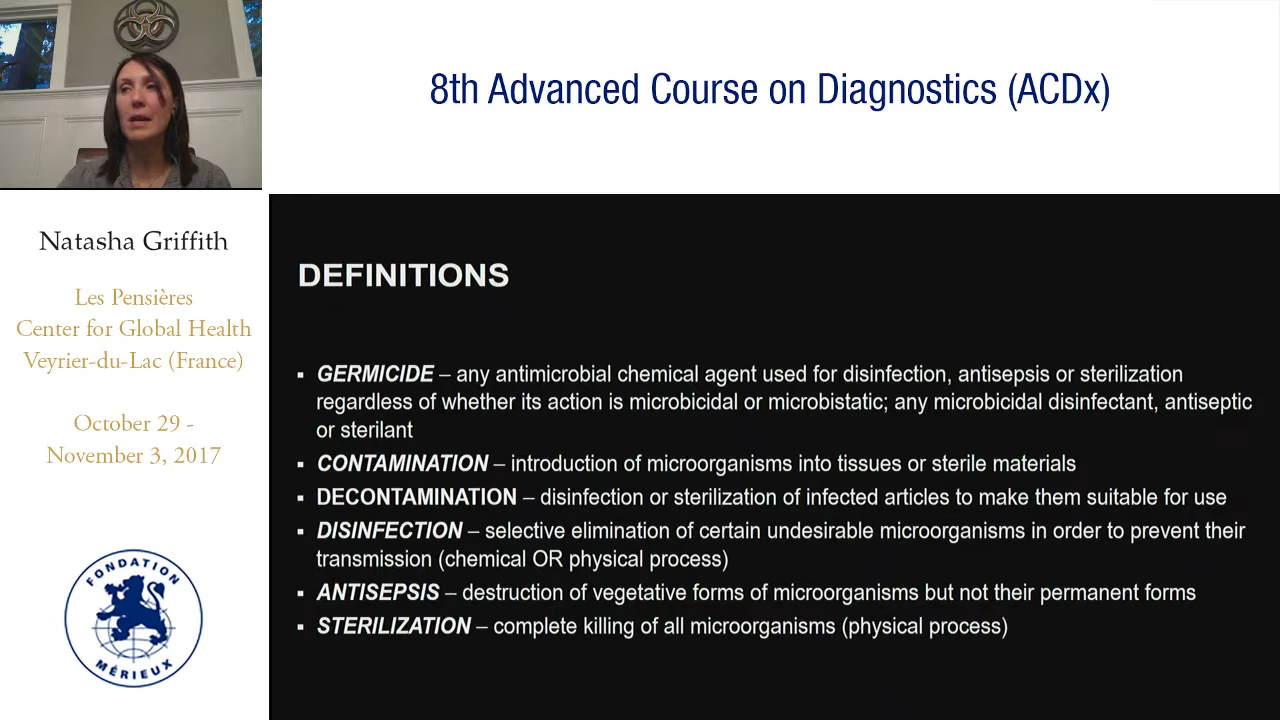 8th Advanced Course on Diagnostics (ACDx)
Natasha Griffith
Les Pensières
Center for Global Health
Veyrier-du-Lac (France)
October 29 -
November 3, 2017
FONDATION
MÉRIEUX
DEFINITIONS
▪ GERMICIDE – any antimicrobial chemical agent used for disinfection, antisepsis or sterilization
regardless of whether its action is microbicidal or microbistatic; any microbicidal disinfectant, antiseptic
or sterilant
▪ CONTAMINATION – introduction of microorganisms into tissues or sterile materials
▪ DECONTAMINATION – disinfection or sterilization of infected articles to make them suitable for use
▪ DISINFECTION – selective elimination of certain undesirable microorganisms in order to prevent their
transmission (chemical OR physical process)
▪ ANTISEPSIS – destruction of vegetative forms of microorganisms but not their permanent forms
▪ STERILIZATION – complete killing of all microorganisms (physical process)